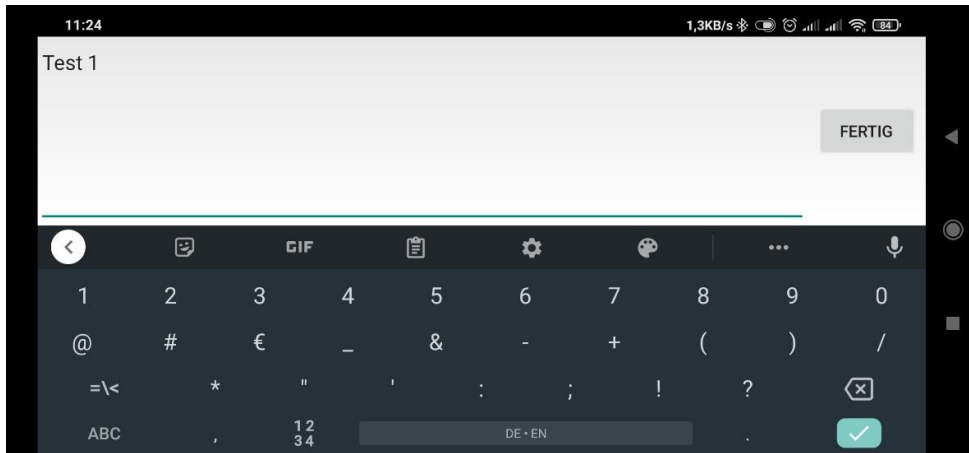 11:24 1,3KB/s 84
Test 1
FERTIG
GIF
1 2 3 4 5 6 7 8 9 0
@ # € _ & - + ( ) /
=\< * " ' : ; ! ?
ABC , 12 34 DE • EN .